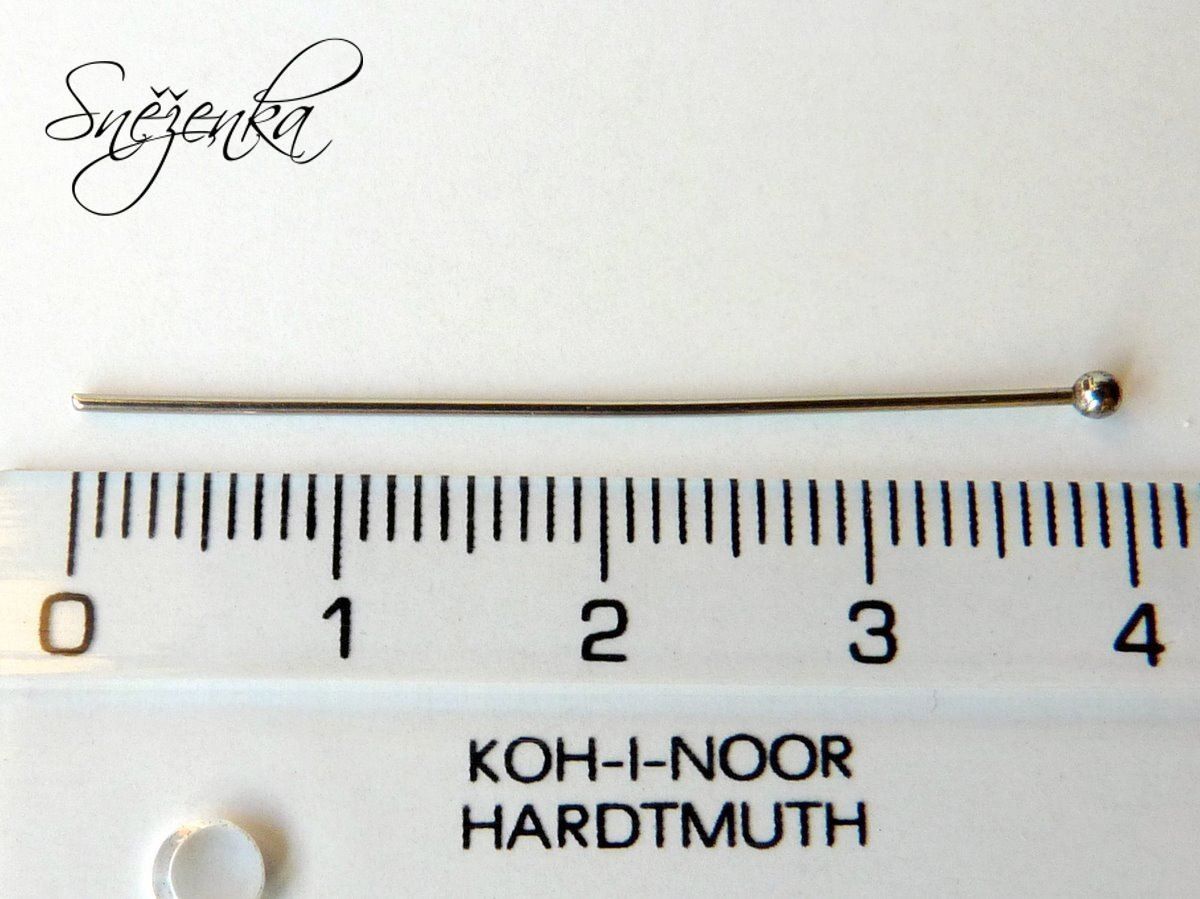 Sněženka
0 1 2 3 4
KOH-I-NOOR
HARDTMUTH